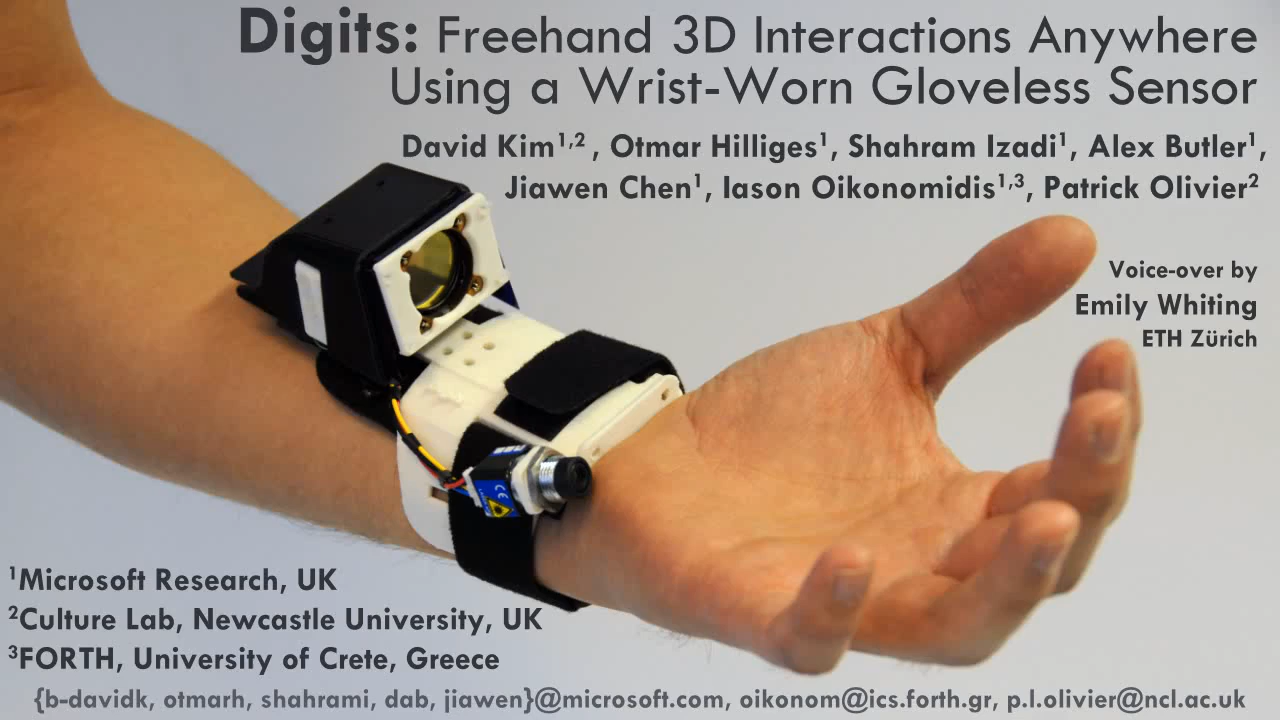 Digits: Freehand 3D Interactions Anywhere
Using a Wrist-Worn Gloveless Sensor
David Kim¹,² , Otmar Hilliges¹, Shahram Izadi¹, Alex Butler¹,
Jiawen Chen¹, Iason Oikonomidis¹,³, Patrick Olivier²
Voice-over by
Emily Whiting
ETH Zürich
CE
¹Microsoft Research, UK
²Culture Lab, Newcastle University, UK
³FORTH, University of Crete, Greece
{b-davidk, otmarh, shahrami, dab, jiawen}@microsoft.com, oikonom@ics.forth.gr, p.l.olivier@ncl.ac.uk